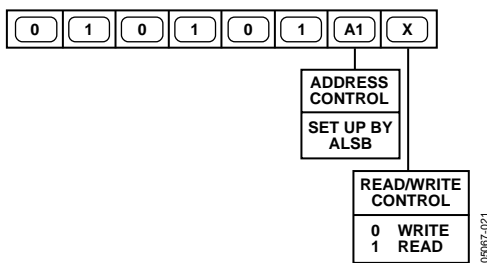 0 1 0 1 0 1 A1 X
ADDRESS
CONTROL
SET UP BY
ALSB
READ/WRITE
CONTROL
0 WRITE
1 READ
05067-021